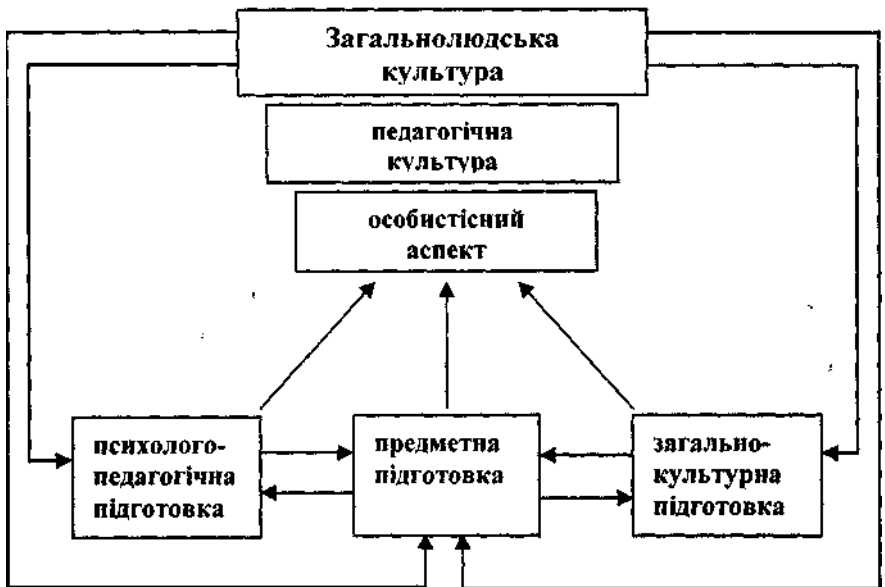 Загальнолюдська
культура
педагогічна
культура
особистісний
аспект
психолого-
педагогічна
підготовка
предметна
підготовка
загально-
культурна
підготовка